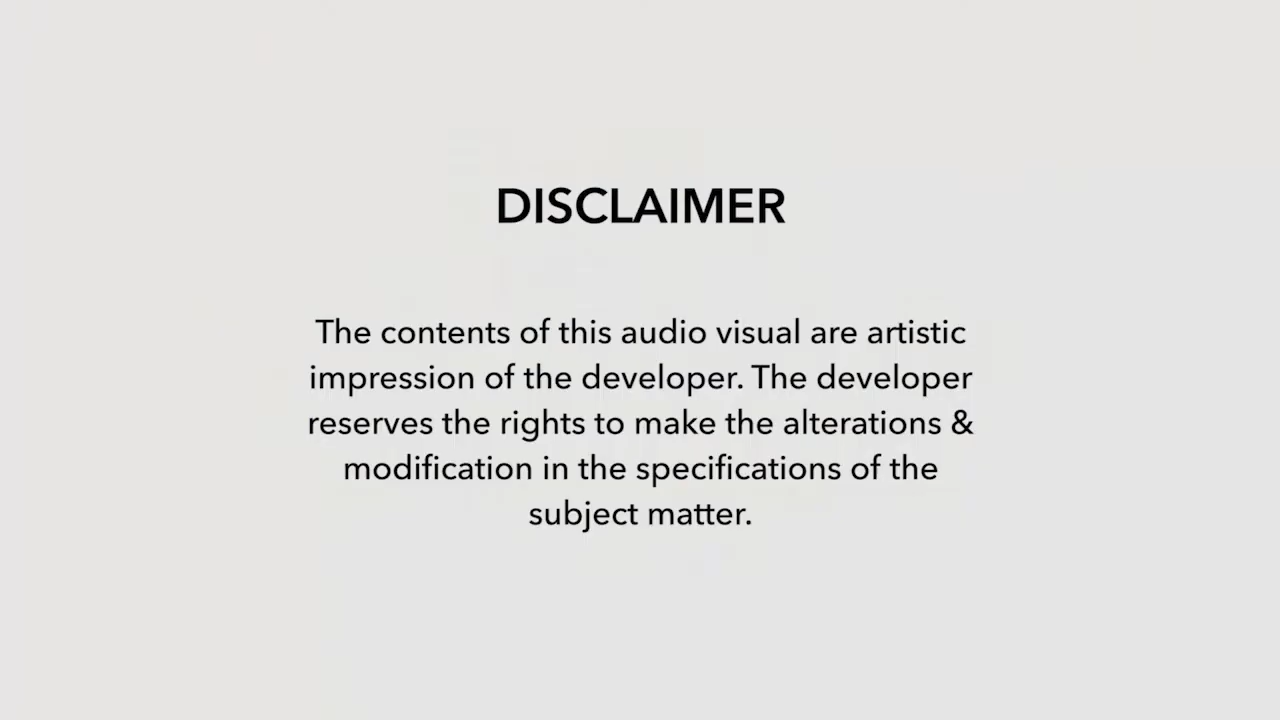 DISCLAIMER
The contents of this audio visual are artistic
impression of the developer. The developer
reserves the rights to make the alterations &
modification in the specifications of the
subject matter.